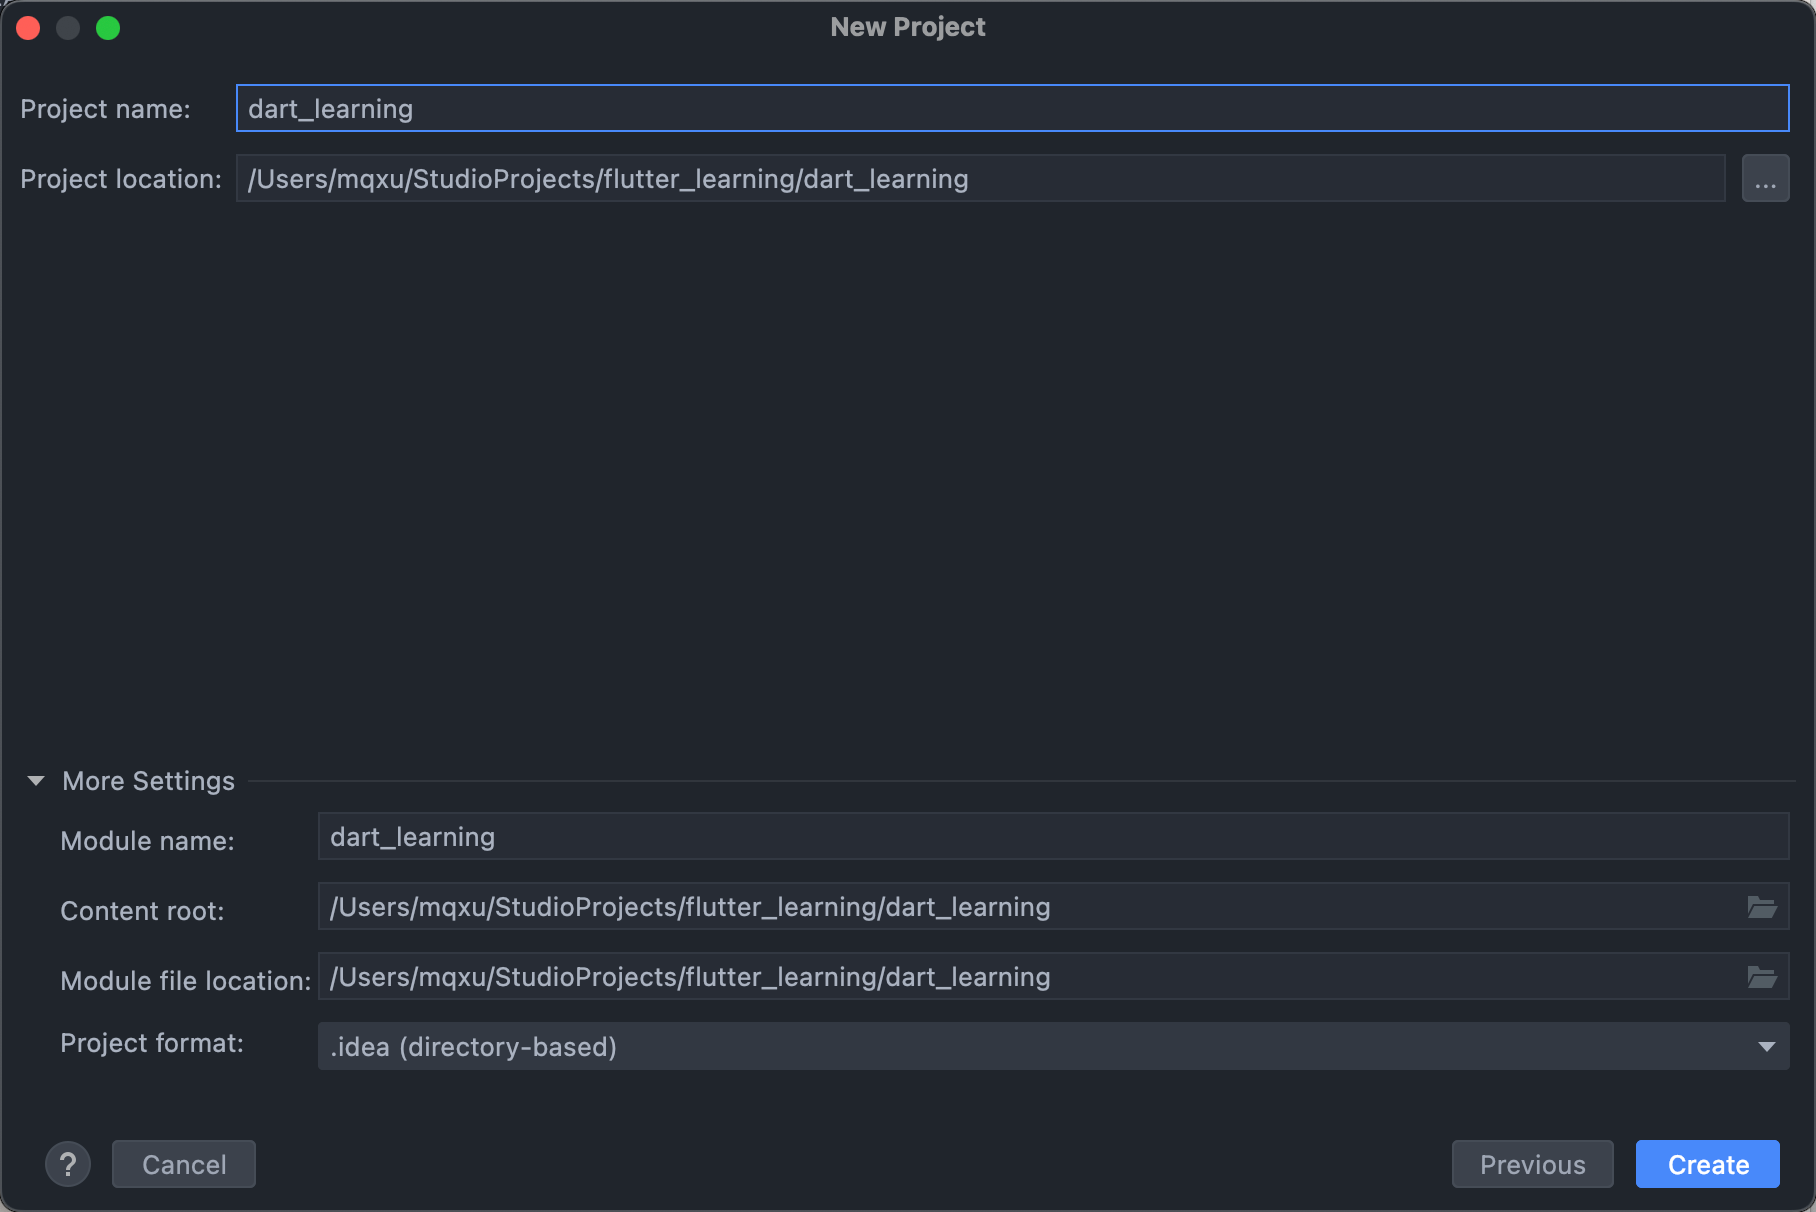 New Project
Project name: dart_learning
Project location: /Users/mqxu/StudioProjects/flutter_learning/dart_learning ...
More Settings
Module name: dart_learning
Content root: /Users/mqxu/StudioProjects/flutter_learning/dart_learning
Module file location: /Users/mqxu/StudioProjects/flutter_learning/dart_learning
Project format: .idea (directory-based)
? Cancel Previous Create